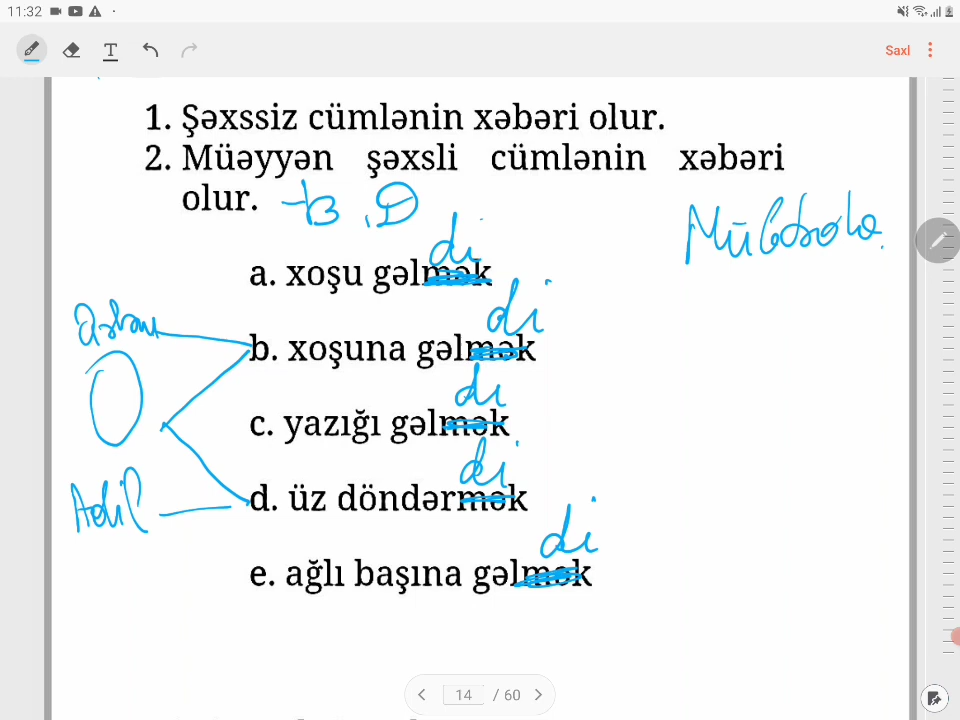 11:32
T
Saxl
1. Şəxssiz cümlənin xəbəri olur.
2. Müəyyən şəxsli cümlənin xəbəri
olur. B, D
di
a. xoşu gəlmək
di
b. xoşuna gəlmək
di
c. yazığı gəlmək
di
Adil
d. üz döndərmək
di
e. ağlı başına gəlmək
14 / 60